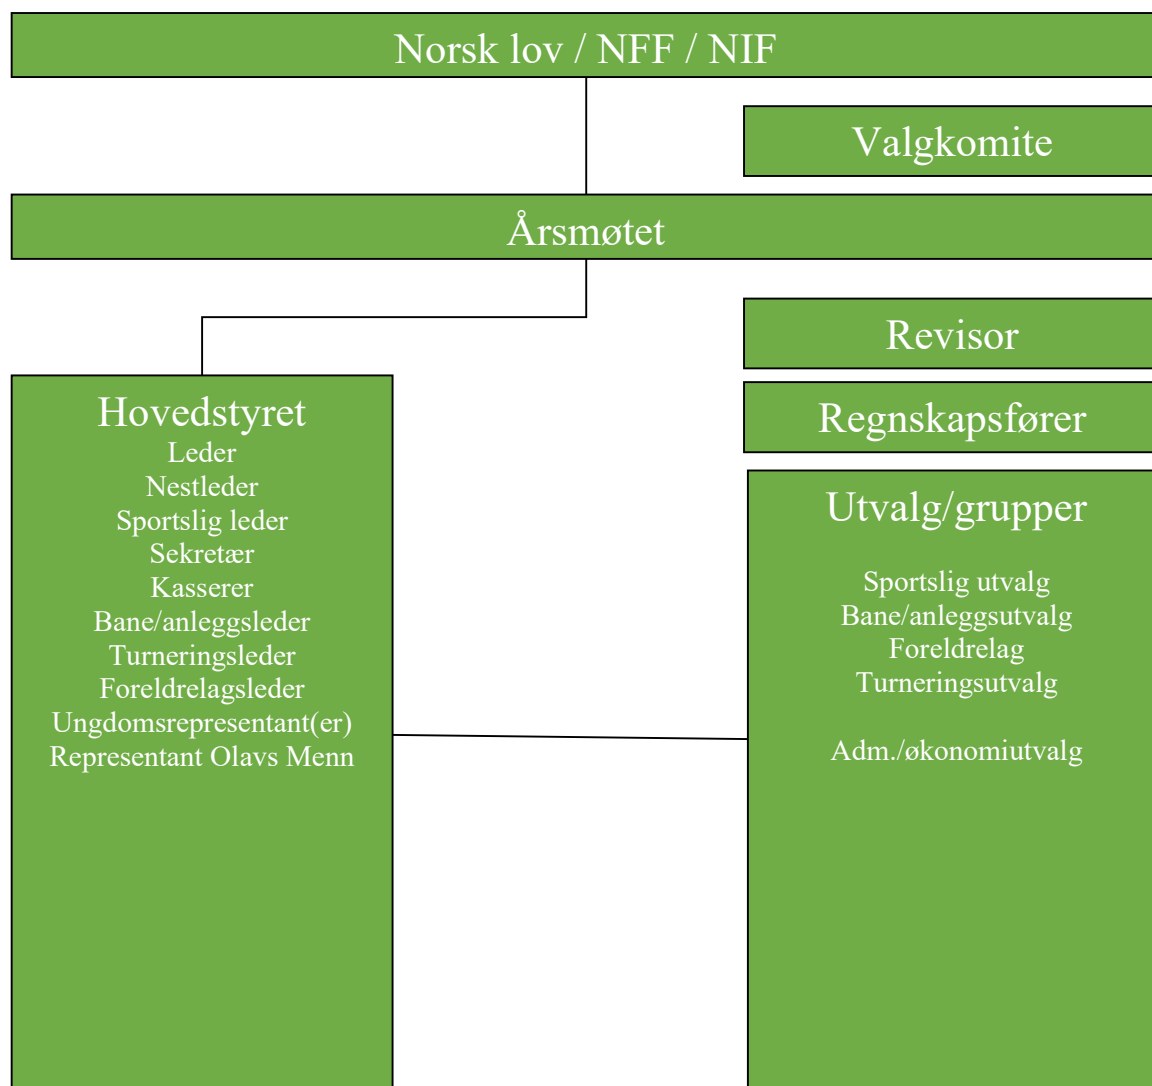 Norsk lov / NFF / NIF
Valgkomite
Årsmøtet
Revisor
Regnskapsfører
Hovedstyret
Leder
Nestleder
Sportslig leder
Sekretær
Kasserer
Bane/anleggsleder
Turneringsleder
Foreldrelagsleder
Ungdomsrepresentant(er)
Representant Olavs Menn
Utvalg/grupper
Sportslig utvalg
Bane/anleggsutvalg
Foreldrelag
Turneringsutvalg
Adm./økonomiutvalg